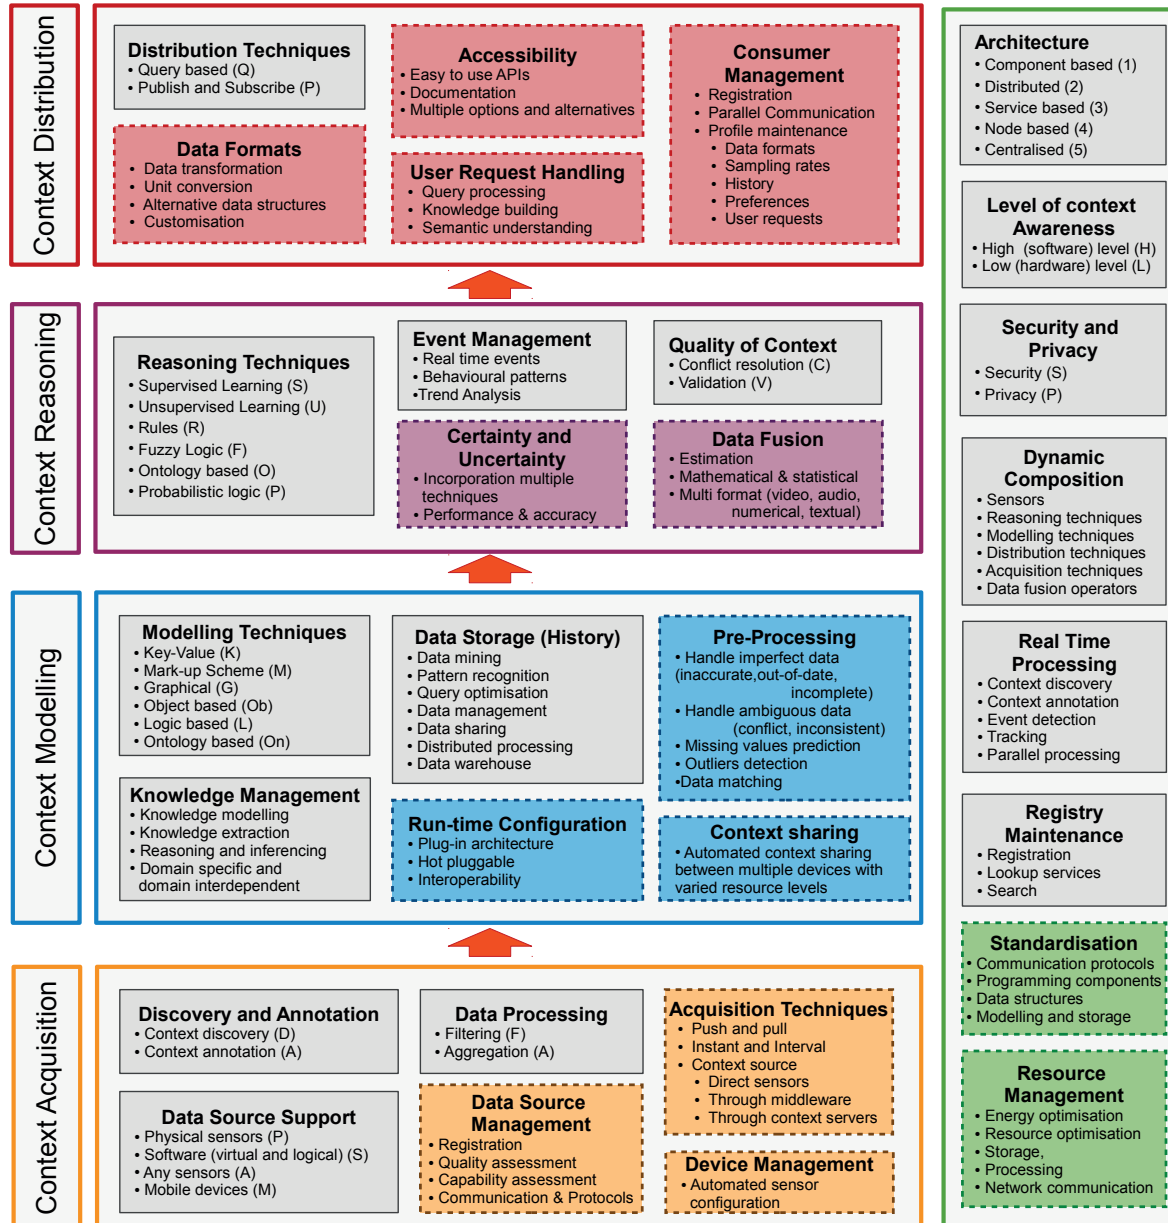 Context Distribution
Distribution Techniques
• Query based (Q)
• Publish and Subscribe (P)
Data Formats
• Data transformation
• Unit conversion
• Alternative data structures
• Customisation
Accessibility
• Easy to use APIs
• Documentation
• Multiple options and alternatives
User Request Handling
• Query processing
• Knowledge building
• Semantic understanding
Consumer
Management
• Registration
• Parallel Communication
• Profile maintenance
• Data formats
• Sampling rates
• History
• Preferences
• User requests
Context Reasoning
Reasoning Techniques
• Supervised Learning (S)
• Unsupervised Learning (U)
• Rules (R)
• Fuzzy Logic (F)
• Ontology based (O)
• Probabilistic logic (P)
Event Management
• Real time events
• Behavioural patterns
•Trend Analysis
Certainty and
Uncertainty
• Incorporation multiple
techniques
• Performance & accuracy
Quality of Context
• Conflict resolution (C)
• Validation (V)
Data Fusion
• Estimation
• Mathematical & statistical
• Multi format (video, audio,
numerical, textual)
Context Modelling
Modelling Techniques
• Key-Value (K)
• Mark-up Scheme (M)
• Graphical (G)
• Object based (Ob)
• Logic based (L)
• Ontology based (On)
Knowledge Management
• Knowledge modelling
• Knowledge extraction
• Reasoning and inferencing
• Domain specific and
domain interdependent
Data Storage (History)
• Data mining
• Pattern recognition
• Query optimisation
• Data management
• Data sharing
• Distributed processing
• Data warehouse
Run-time Configuration
• Plug-in architecture
• Hot pluggable
• Interoperability
Pre-Processing
• Handle imperfect data
(inaccurate,out-of-date,
incomplete)
• Handle ambiguous data
(conflict, inconsistent)
• Missing values prediction
• Outliers detection
•Data matching
Context sharing
• Automated context sharing
between multiple devices with
varied resource levels
Context Acquisition
Discovery and Annotation
• Context discovery (D)
• Context annotation (A)
Data Source Support
• Physical sensors (P)
• Software (virtual and logical) (S)
• Any sensors (A)
• Mobile devices (M)
Data Processing
• Filtering (F)
• Aggregation (A)
Data Source
Management
• Registration
• Quality assessment
• Capability assessment
• Communication & Protocols
Acquisition Techniques
• Push and pull
• Instant and Interval
• Context source
• Direct sensors
• Through middleware
• Through context servers
Device Management
• Automated sensor
configuration
Architecture
• Component based (1)
• Distributed (2)
• Service based (3)
• Node based (4)
• Centralised (5)
Level of context
Awareness
• High (software) level (H)
• Low (hardware) level (L)
Security and
Privacy
• Security (S)
• Privacy (P)
Dynamic
Composition
• Sensors
• Reasoning techniques
• Modelling techniques
• Distribution techniques
• Acquisition techniques
• Data fusion operators
Real Time
Processing
• Context discovery
• Context annotation
• Event detection
• Tracking
• Parallel processing
Registry
Maintenance
• Registration
• Lookup services
• Search
Standardisation
• Communication protocols
• Programming components
• Data structures
• Modelling and storage
Resource
Management
• Energy optimisation
• Resource optimisation
• Storage,
• Processing
• Network communication